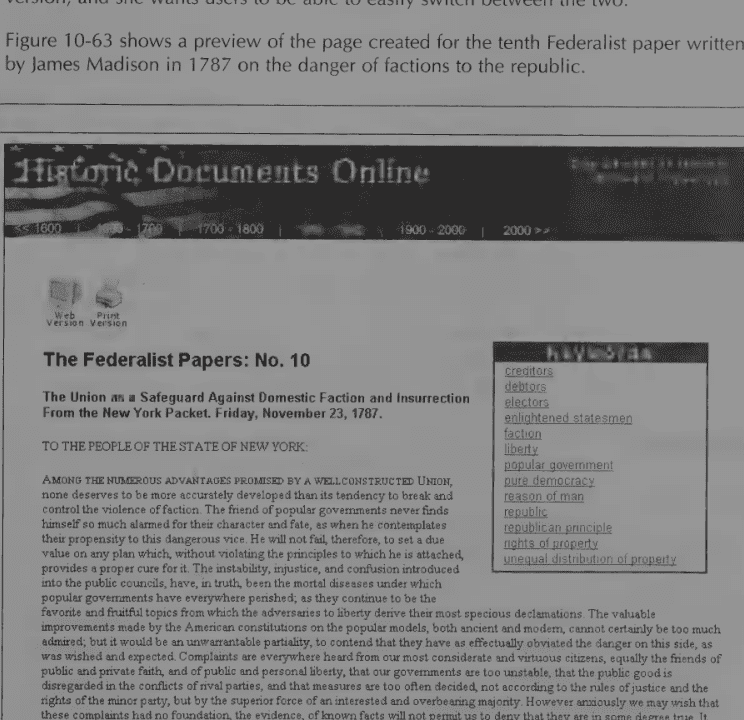 version, and she wants users to be able to easily switch between the two.
Figure 10-63 shows a preview of the page created for the tenth Federalist paper written
by James Madison in 1787 on the danger of factions to the republic.
Historic Documents Online
<< 1600 | 1600 - 1700 | 1700 - 1800 | | 1900 - 2000 | 2000 >>
Web Version Print Version
The Federalist Papers: No. 10
The Union as a Safeguard Against Domestic Faction and Insurrection
From the New York Packet. Friday, November 23, 1787.
TO THE PEOPLE OF THE STATE OF NEW YORK:
creditors
debtors
electors
enlightened statesmen
faction
liberty
popular government
pure democracy
reason of man
republic
republican principle
rights of property
unequal distribution of property
AMONG THE NUMEROUS ADVANTAGES PROMISED BY A WELLCONSTRUCTED UNION,
none deserves to be more accurately developed than its tendency to break and
control the violence of faction. The friend of popular governments never finds
himself so much alarmed for their character and fate, as when he contemplates
their propensity to this dangerous vice. He will not fail, therefore, to set a due
value on any plan which, without violating the principles to which he is attached,
provides a proper cure for it. The instability, injustice, and confusion introduced
into the public councils, have, in truth, been the mortal diseases under which
popular governments have everywhere perished; as they continue to be the
favorite and fruitful topics from which the adversaries to liberty derive their most specious declamations. The valuable
improvements made by the American constitutions on the popular models, both ancient and modern, cannot certainly be too much
admired; but it would be an unwarrantable partiality, to contend that they have as effectually obviated the danger on this side, as
was wished and expected. Complaints are everywhere heard from our most considerate and virtuous citizens, equally the friends of
public and private faith, and of public and personal liberty, that our governments are too unstable, that the public good is
disregarded in the conflicts of rival parties, and that measures are too often decided, not according to the rules of justice and the
rights of the minor party, but by the superior force of an interested and overbearing majority. However anxiously we may wish that
these complaints had no foundation, the evidence, of known facts will not permit us to deny that they are in some degree true. It